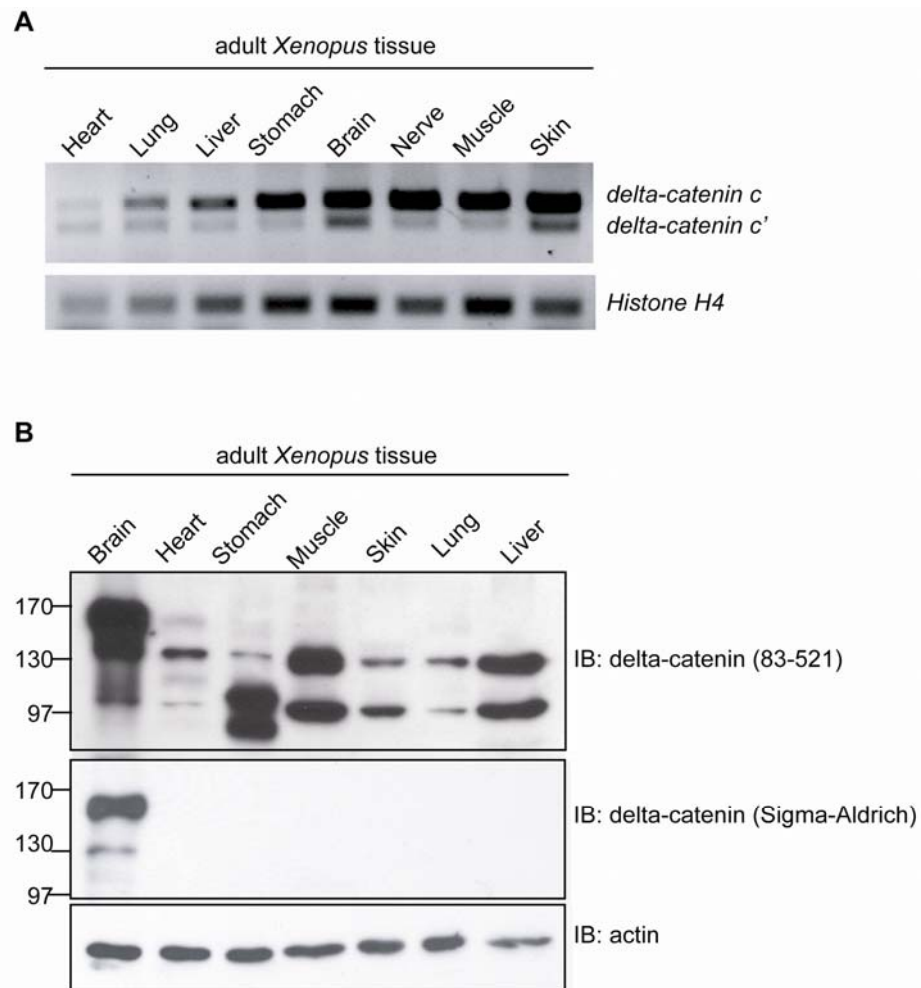 A
adult Xenopus tissue
Heart Lung Liver Stomach Brain Nerve Muscle Skin
delta-catenin c
delta-catenin c'
Histone H4
B
adult Xenopus tissue
Brain Heart Stomach Muscle Skin Lung Liver
170
130
97
IB: delta-catenin (83-521)
170
130
97
IB: delta-catenin (Sigma-Aldrich)
IB: actin